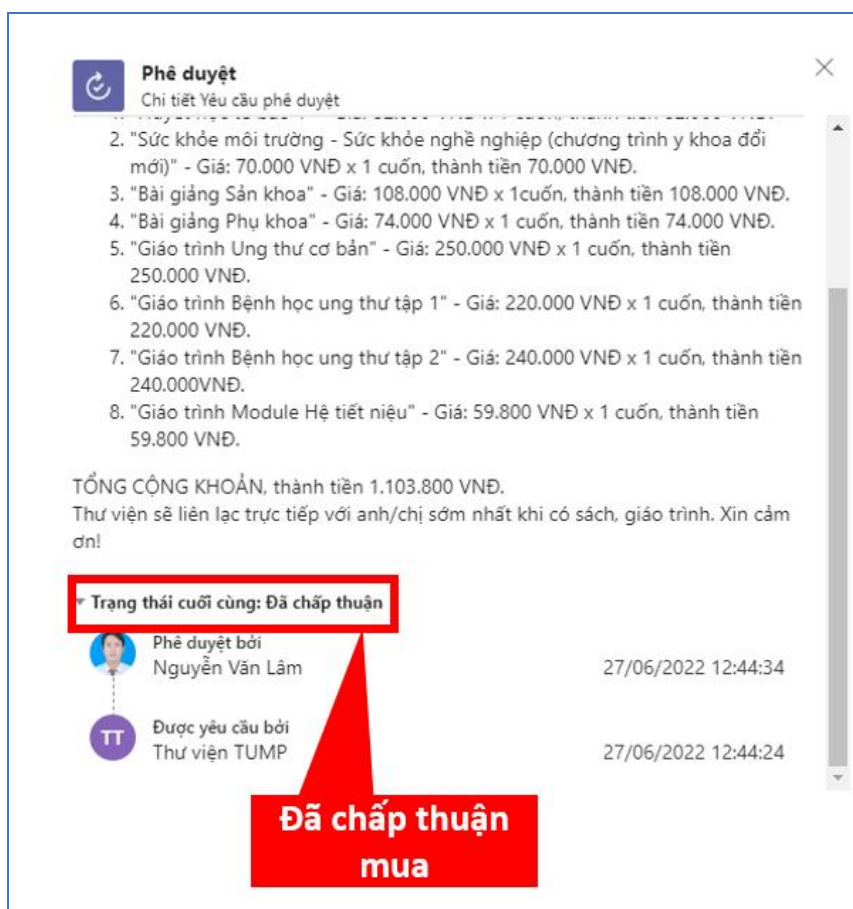 Phê duyệt
Chi tiết Yêu cầu phê duyệt
2. "Sức khỏe môi trường - Sức khỏe nghề nghiệp (chương trình y khoa đổi
mới)" - Giá: 70.000 VNĐ x 1 cuốn, thành tiền 70.000 VNĐ.
3. "Bài giảng Sản khoa" - Giá: 108.000 VNĐ x 1cuốn, thành tiền 108.000 VNĐ.
4. "Bài giảng Phụ khoa" - Giá: 74.000 VNĐ x 1 cuốn, thành tiền 74.000 VNĐ.
5. "Giáo trình Ung thư cơ bản" - Giá: 250.000 VNĐ x 1 cuốn, thành tiền
250.000 VNĐ.
6. "Giáo trình Bệnh học ung thư tập 1" - Giá: 220.000 VNĐ x 1 cuốn, thành tiền
220.000 VNĐ.
7. "Giáo trình Bệnh học ung thư tập 2" - Giá: 240.000 VNĐ x 1 cuốn, thành tiền
240.000VNĐ.
8. "Giáo trình Module Hệ tiết niệu" - Giá: 59.800 VNĐ x 1 cuốn, thành tiền
59.800 VNĐ.
TỔNG CỘNG KHOẢN, thành tiền 1.103.800 VNĐ.
Thư viện sẽ liên lạc trực tiếp với anh/chị sớm nhất khi có sách, giáo trình. Xin cảm
ơn!
Trạng thái cuối cùng: Đã chấp thuận
Phê duyệt bởi
Nguyễn Văn Lâm 27/06/2022 12:44:34
TT
Được yêu cầu bởi
Thư viện TUMP 27/06/2022 12:44:24
Đã chấp thuận
mua